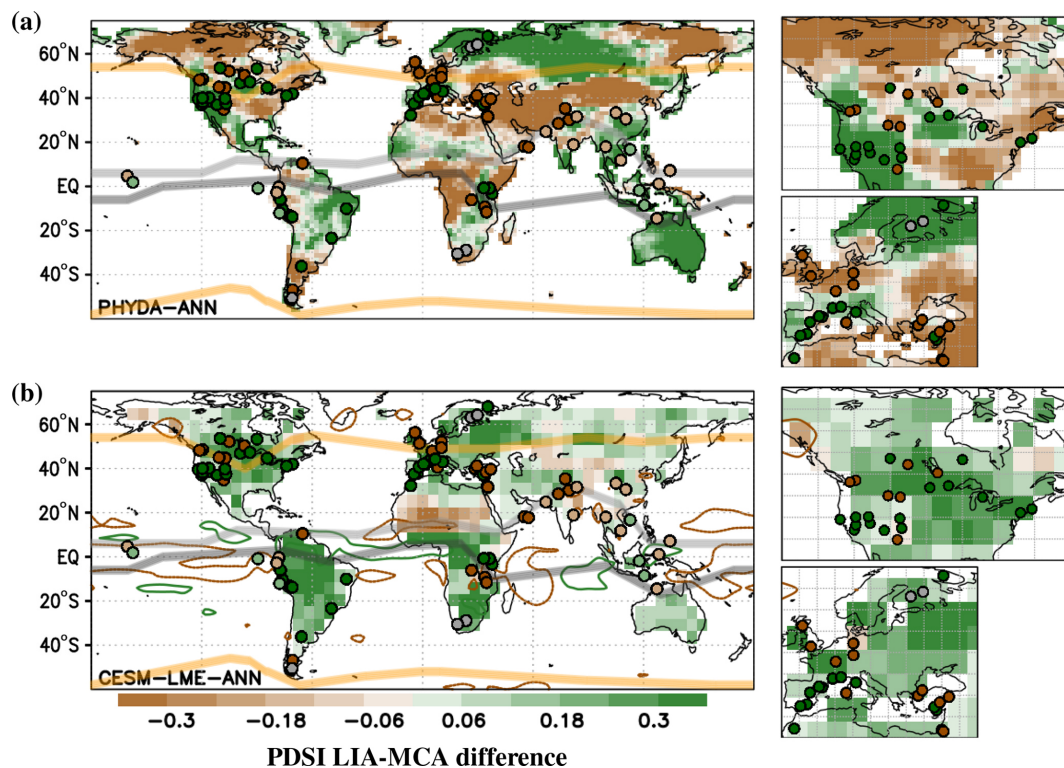 (a)
60°N
40°N
20°N
EQ
20°S
40°S
PHYDA-ANN
(b)
60°N
40°N
20°N
EQ
20°S
40°S
CESM-LME-ANN
-0.3 -0.18 -0.06 0.06 0.18 0.3
PDSI LIA-MCA difference